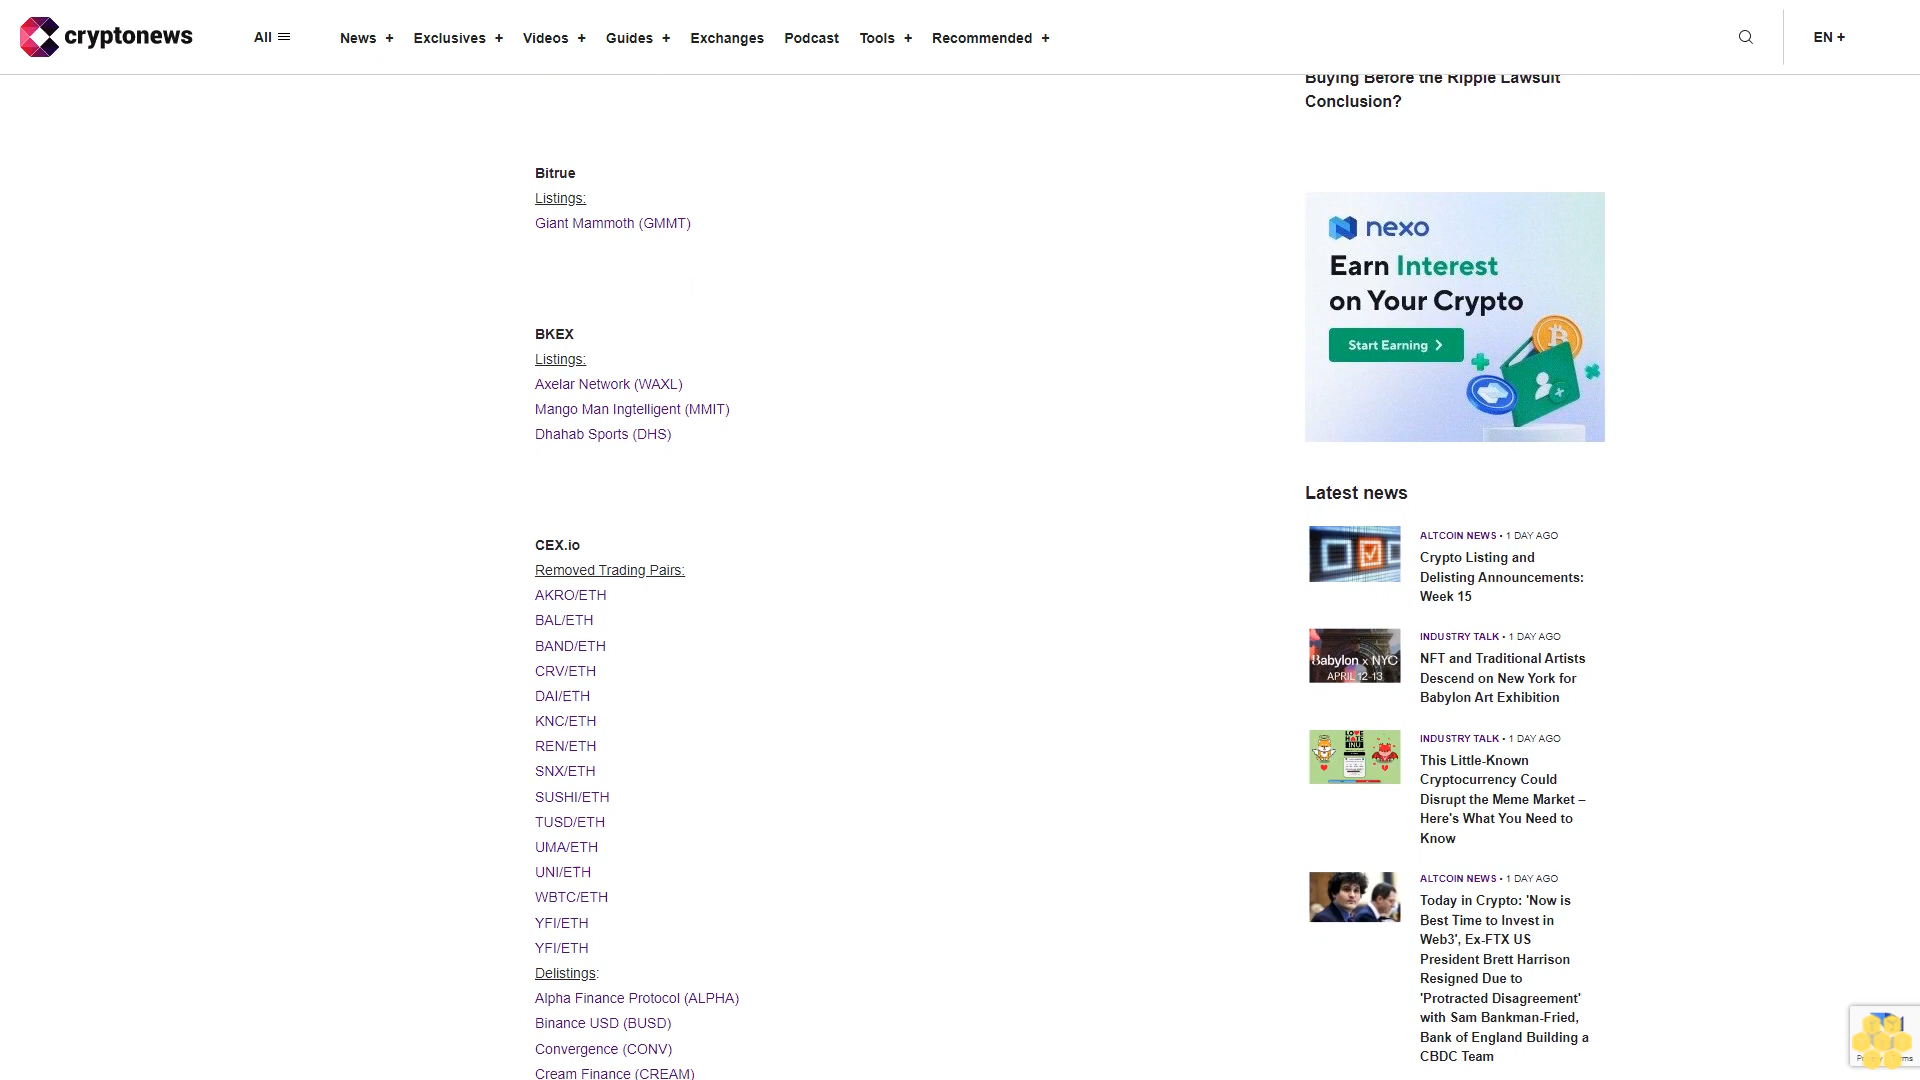 cryptonews
All
News +
Exclusives +
Videos +
Guides +
Exchanges
Podcast
Tools +
Recommended +
EN +
Bitrue
Listings:
Giant Mammoth (GMMT)
BKEX
Listings:
Axelar Network (WAXL)
Mango Man Ingtelligent (MMIT)
Dhahab Sports (DHS)
CEX.io
Removed Trading Pairs:
AKRO/ETH
BAL/ETH
BAND/ETH
CRV/ETH
DAI/ETH
KNC/ETH
REN/ETH
SNX/ETH
SUSHI/ETH
TUSD/ETH
UMA/ETH
UNI/ETH
WBTC/ETH
YFI/ETH
YFI/ETH
Delistings:
Alpha Finance Protocol (ALPHA)
Binance USD (BUSD)
Convergence (CONV)
Cream Finance (CREAM)
Buying Before the Ripple Lawsuit
Conclusion?
nexo
Earn Interest
on Your Crypto
Start Earning
Latest news
ALTCOIN NEWS • 1 DAY AGO
Crypto Listing and
Delisting Announcements:
Week 15
Babylon x NYC
APRIL 12-13
INDUSTRY TALK • 1 DAY AGO
NFT and Traditional Artists
Descend on New York for
Babylon Art Exhibition
LOVE
HATE
INU
INDUSTRY TALK • 1 DAY AGO
This Little-Known
Cryptocurrency Could
Disrupt the Meme Market –
Here's What You Need to
Know
ALTCOIN NEWS • 1 DAY AGO
Today in Crypto: 'Now is
Best Time to Invest in
Web3', Ex-FTX US
President Brett Harrison
Resigned Due to
'Protracted Disagreement'
with Sam Bankman-Fried,
Bank of England Building a
CBDC Team